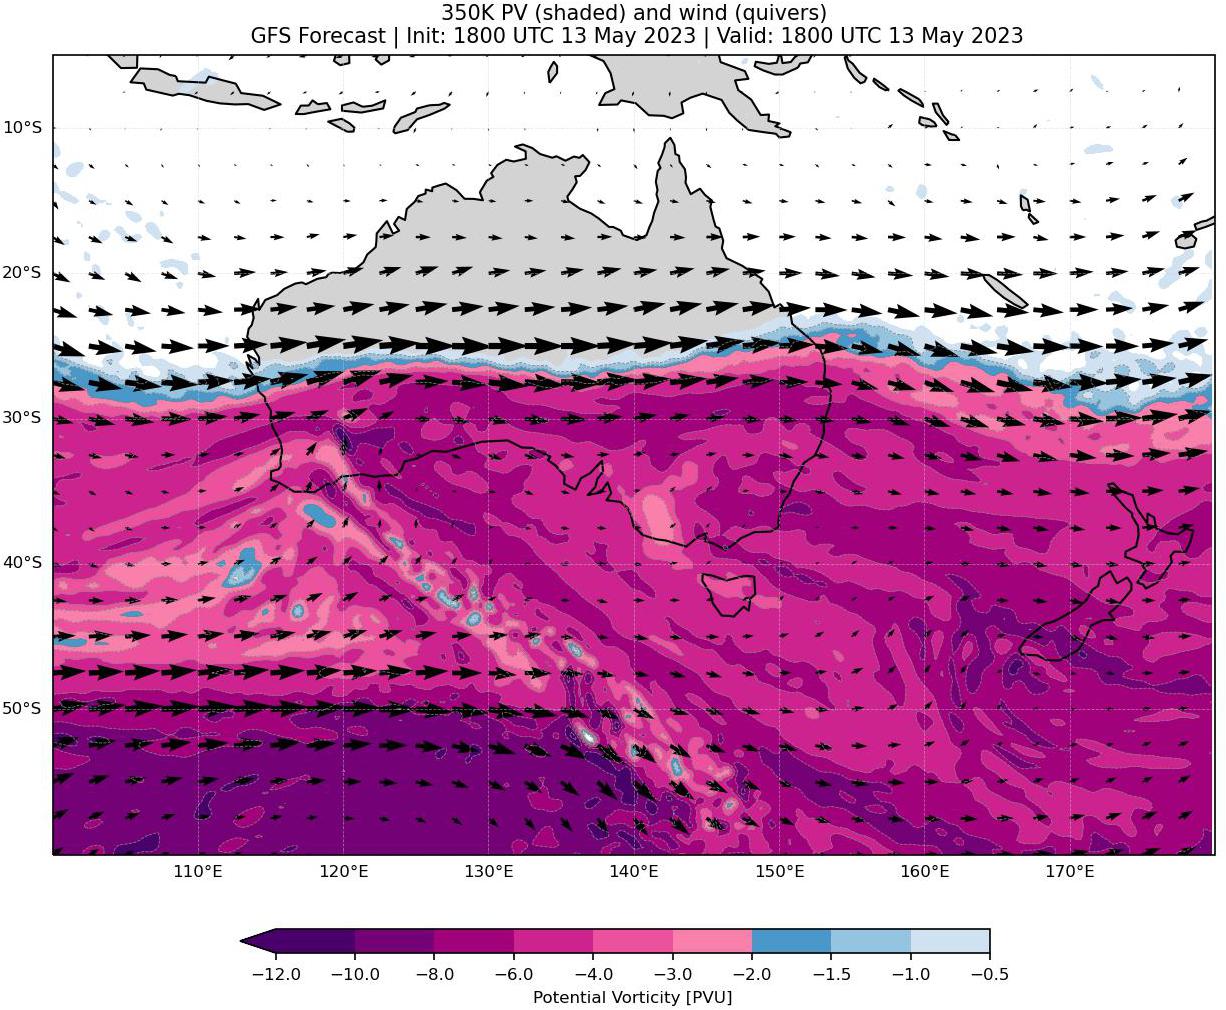 350K PV (shaded) and wind (quivers)
GFS Forecast | Init: 1800 UTC 13 May 2023 | Valid: 1800 UTC 13 May 2023
10°S
20°S
30°S
40°S
50°S
110°E 120°E 130°E 140°E 150°E 160°E 170°E
−12.0 −10.0 −8.0 −6.0 −4.0 −3.0 −2.0 −1.5 −1.0 −0.5
Potential Vorticity [PVU]